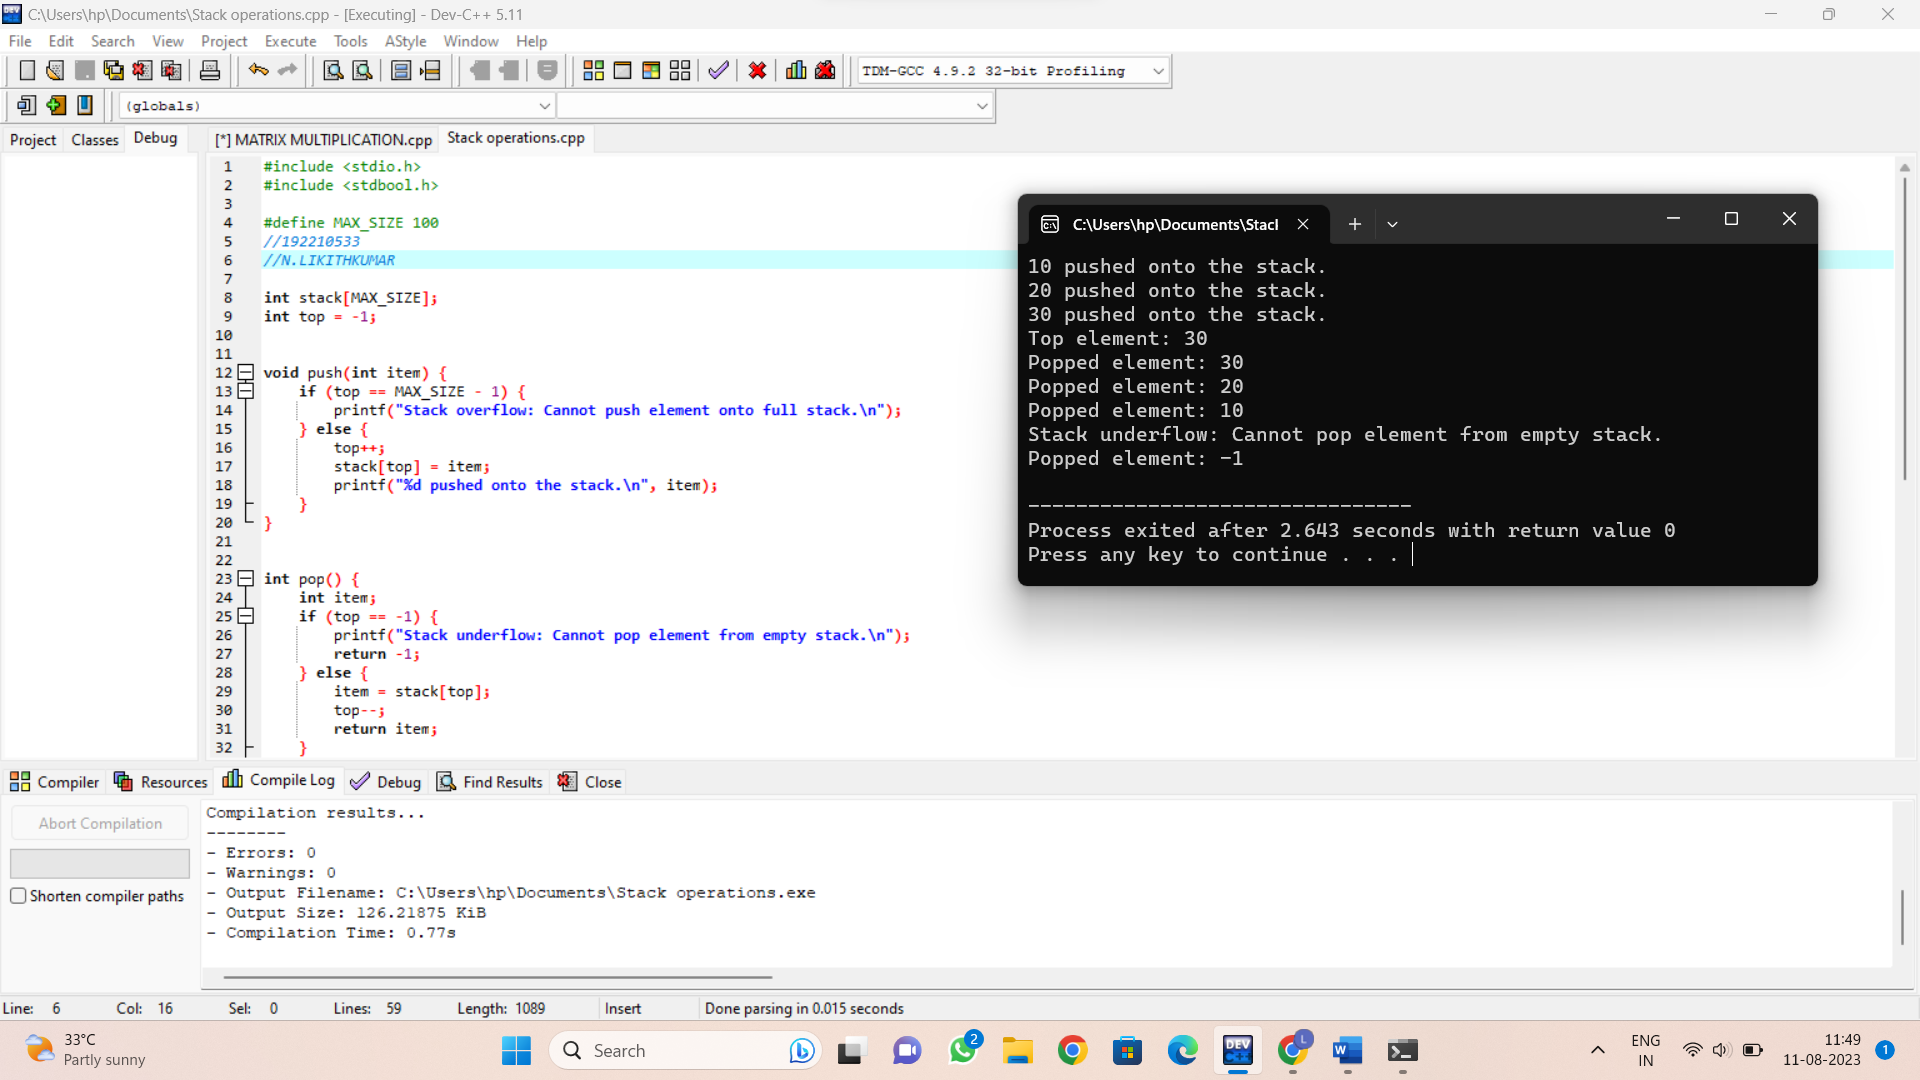 C:\Users\hp\Documents\Stack operations.cpp - [Executing] - Dev-C++ 5.11
File Edit Search View Project Execute Tools AStyle Window Help
TDM-GCC 4.9.2 32-bit Profiling
(globals)
Project Classes Debug [*] MATRIX MULTIPLICATION.cpp Stack operations.cpp
1 #include <stdio.h>
2 #include <stdbool.h>
3
4 #define MAX_SIZE 100
5 //192210533
6 //N.LIKITHKUMAR
7
8 int stack[MAX_SIZE];
9 int top = -1;
10
11
12 void push(int item) {
13 if (top == MAX_SIZE - 1) {
14 printf("Stack overflow: Cannot push element onto full stack.\n");
15 } else {
16 top++;
17 stack[top] = item;
18 printf("%d pushed onto the stack.\n", item);
19 }
20 }
21
22
23 int pop() {
24 int item;
25 if (top == -1) {
26 printf("Stack underflow: Cannot pop element from empty stack.\n");
27 return -1;
28 } else {
29 item = stack[top];
30 top--;
31 return item;
32 }
C:\Users\hp\Documents\Stacl
10 pushed onto the stack.
20 pushed onto the stack.
30 pushed onto the stack.
Top element: 30
Popped element: 30
Popped element: 20
Popped element: 10
Stack underflow: Cannot pop element from empty stack.
Popped element: -1
--------------------------------
Process exited after 2.643 seconds with return value 0
Press any key to continue . . .
Compiler Resources Compile Log Debug Find Results Close
Abort Compilation
Shorten compiler paths
Compilation results...
--------
- Errors: 0
- Warnings: 0
- Output Filename: C:\Users\hp\Documents\Stack operations.exe
- Output Size: 126.21875 KiB
- Compilation Time: 0.77s
Line: 6 Col: 16 Sel: 0 Lines: 59 Length: 1089 Insert Done parsing in 0.015 seconds
33°C
Partly sunny
Search
2
DEV
L
W
ENG
IN
11:49
11-08-2023
1